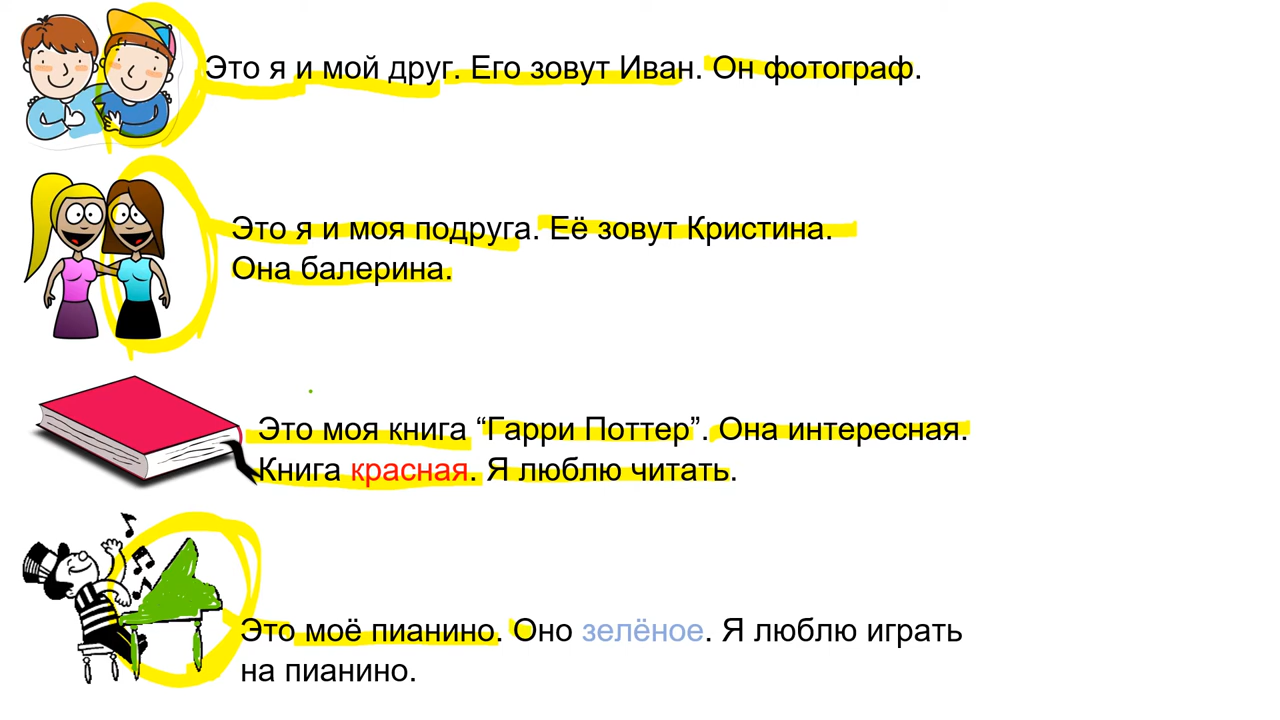 Это я и мой друг. Его зовут Иван. Он фотограф.
Это я и моя подруга. Её зовут Кристина.
Она балерина.
Это моя книга “Гарри Поттер”. Она интересная.
Книга красная. Я люблю читать.
Это моё пианино. Оно зелёное. Я люблю играть
на пианино.